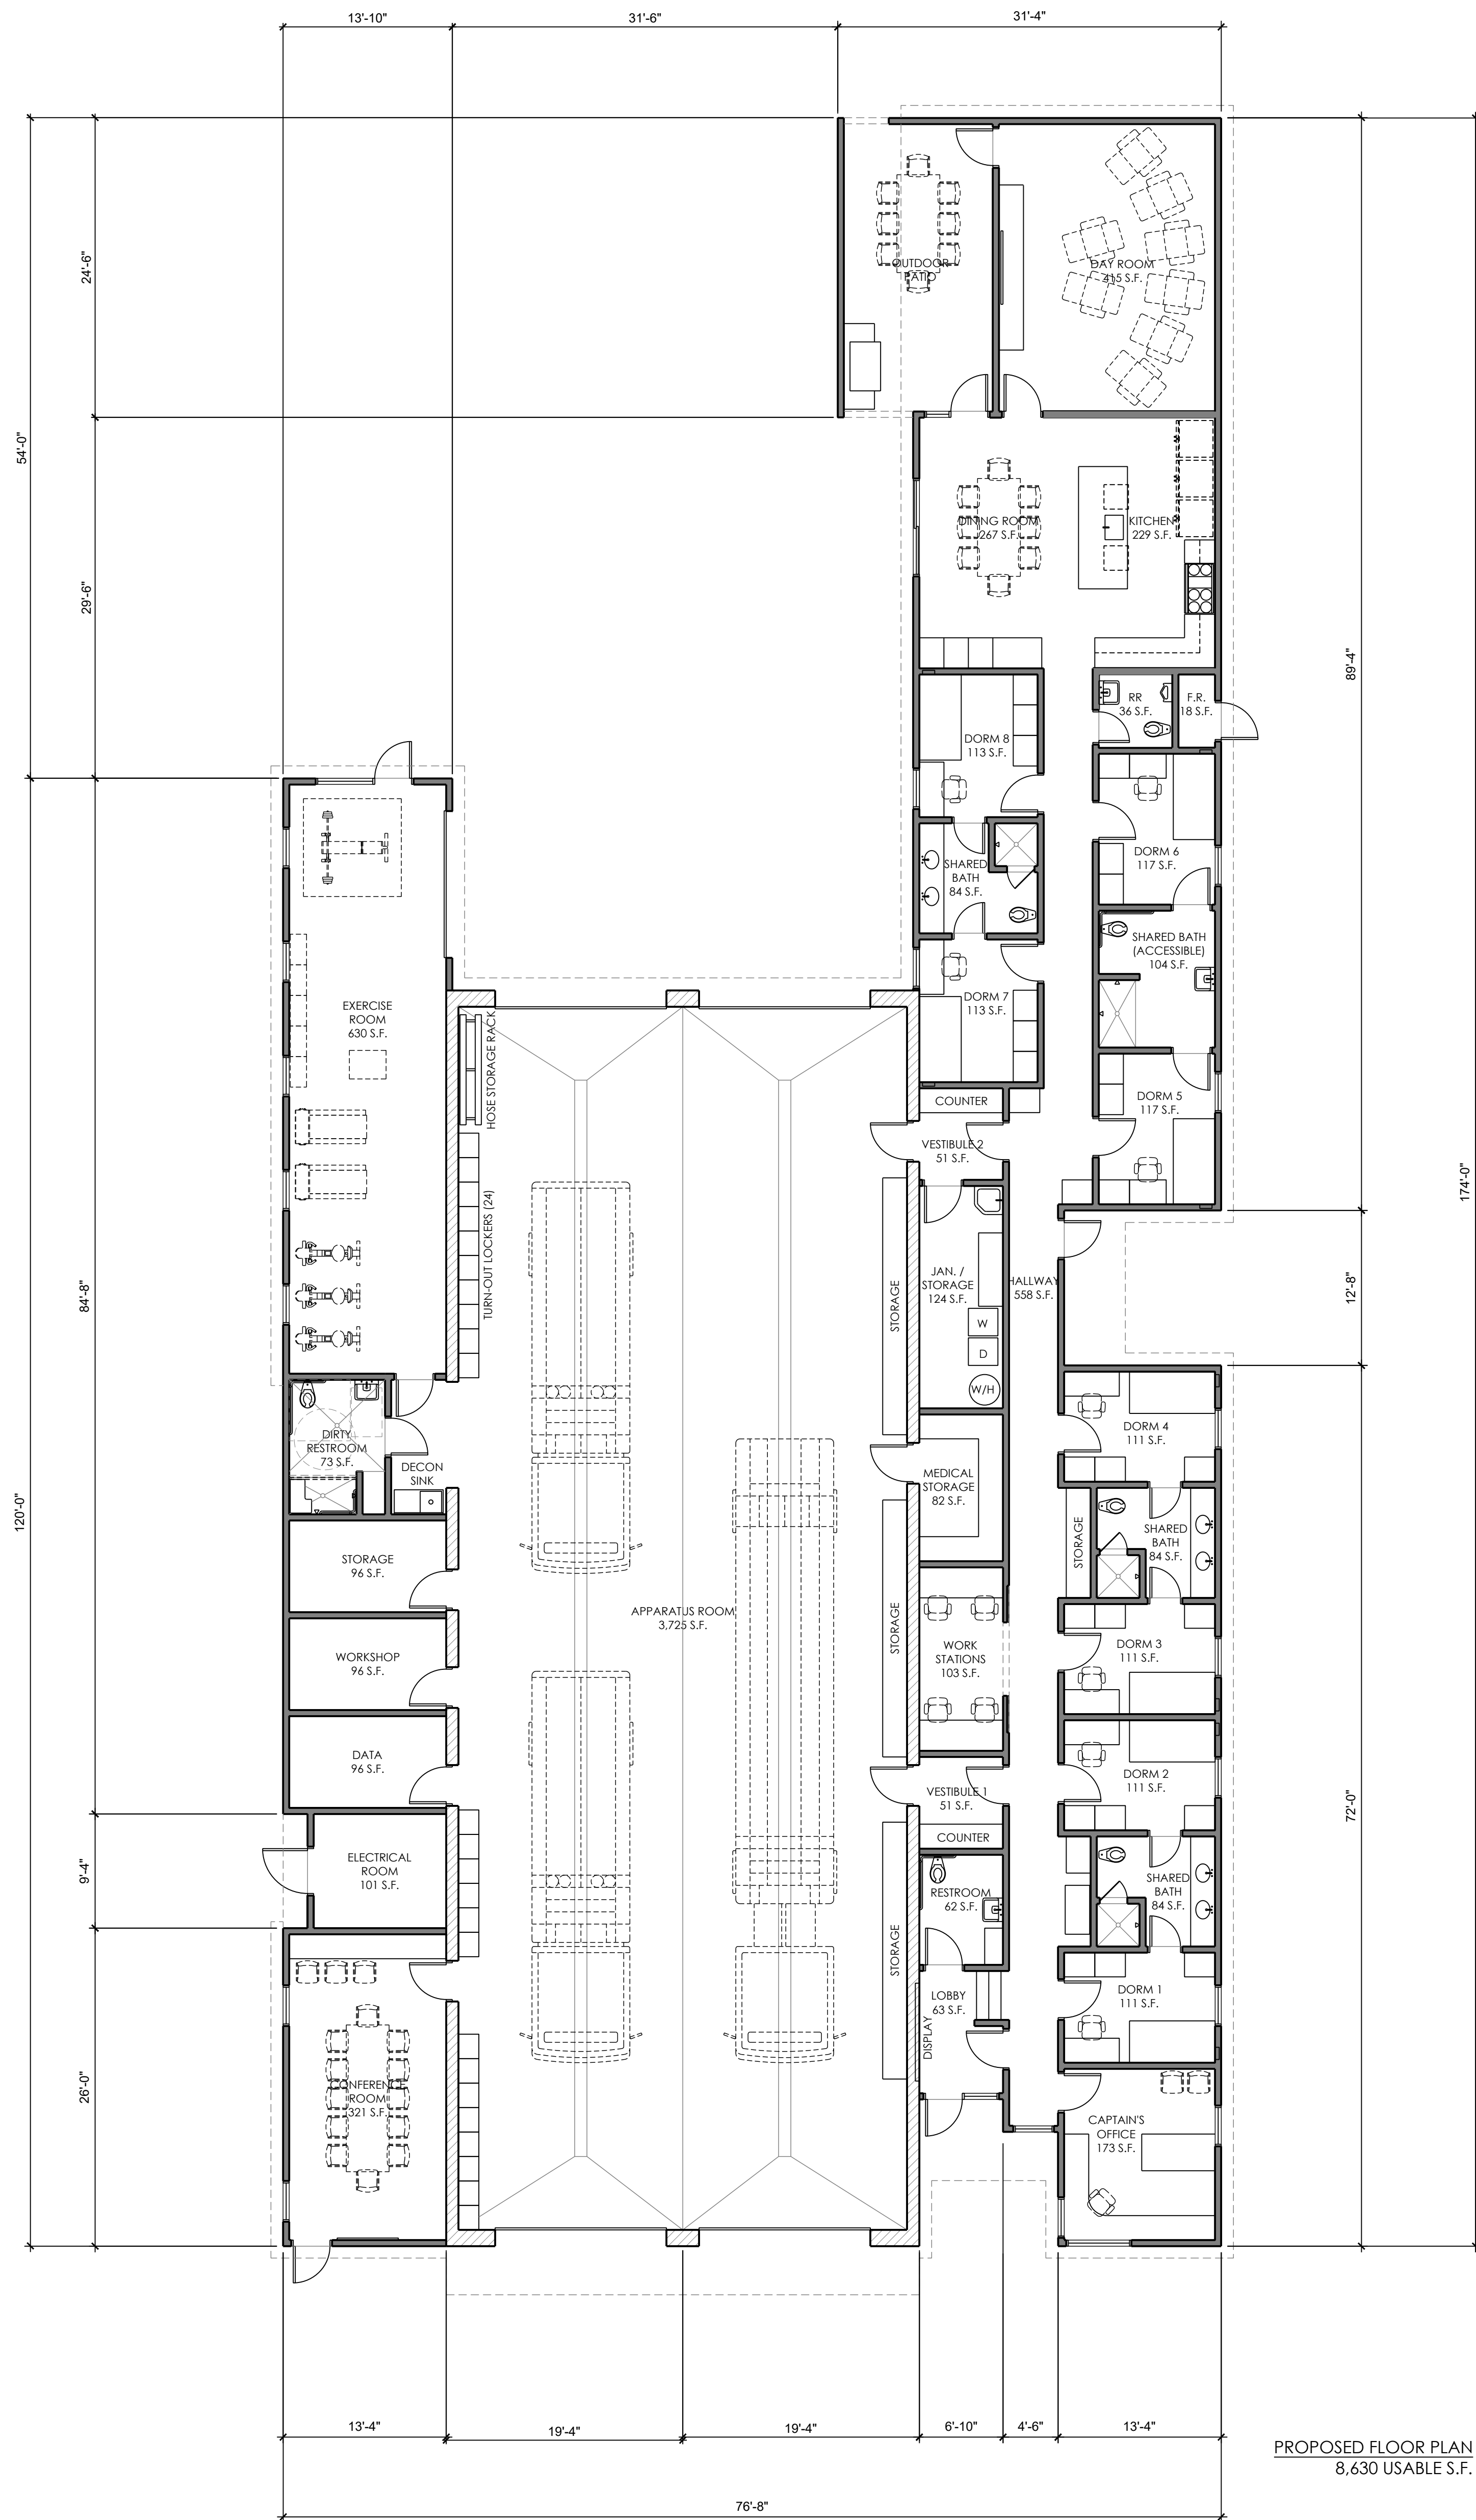 13'-10"
31'-6"
31'-4"
OUTDOOR
PATIO
DAY ROOM
415 S.F.
24'-6"
54'-0"
29'-6"
DINING ROOM
267 S.F.
KITCHEN
229 S.F.
89'-4"
RR
36 S.F.
F.R.
18 S.F.
DORM 8
113 S.F.
DORM 6
117 S.F.
SHARED
BATH
84 S.F.
SHARED BATH
(ACCESSIBLE)
104 S.F.
DORM 7
113 S.F.
EXERCISE
ROOM
630 S.F.
HOSE STORAGE RACK
DORM 5
117 S.F.
COUNTER
VESTIBULE 2
51 S.F.
174'-0"
TURN-OUT LOCKERS (24)
84'-8"
STORAGE
JAN. /
STORAGE
124 S.F.
HALLWAY
558 S.F.
12'-8"
W
D
W/H
DIRTY
RESTROOM
73 S.F.
DECON
SINK
DORM 4
111 S.F.
MEDICAL
STORAGE
82 S.F.
120'-0"
STORAGE
96 S.F.
STORAGE
SHARED
BATH
84 S.F.
APPARATUS ROOM
3,725 S.F.
STORAGE
WORKSHOP
96 S.F.
WORK
STATIONS
103 S.F.
DORM 3
111 S.F.
DATA
96 S.F.
DORM 2
111 S.F.
VESTIBULE 1
51 S.F.
72'-0"
COUNTER
9'-4"
ELECTRICAL
ROOM
101 S.F.
RESTROOM
62 S.F.
SHARED
BATH
84 S.F.
STORAGE
LOBBY
63 S.F.
DORM 1
111 S.F.
DISPLAY
26'-0"
CONFERENCE
ROOM
321 S.F.
CAPTAIN'S
OFFICE
173 S.F.
13'-4"
19'-4"
19'-4"
6'-10"
4'-6"
13'-4"
PROPOSED FLOOR PLAN
8,630 USABLE S.F.
76'-8"